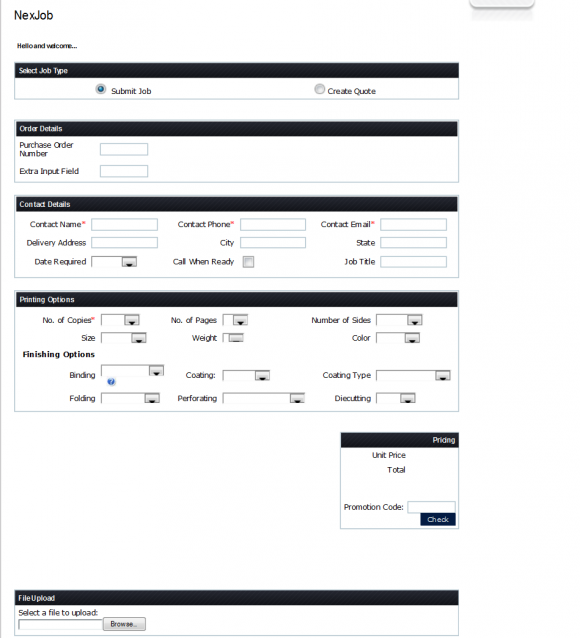 NexJob
Hello and welcome...
Select Job Type
Submit Job Create Quote
Order Details
Purchase Order
Number
Extra Input Field
Contact Details
Contact Name* Contact Phone* Contact Email*
Delivery Address City State
Date Required Call When Ready Job Title
Printing Options
No. of Copies* No. of Pages Number of Sides
Size Weight Color
Finishing Options
Binding Coating: Coating Type
?
Folding Perforating Diecutting
Pricing
Unit Price
Total
Promotion Code:
Check
File Upload
Select a file to upload:
Browse..